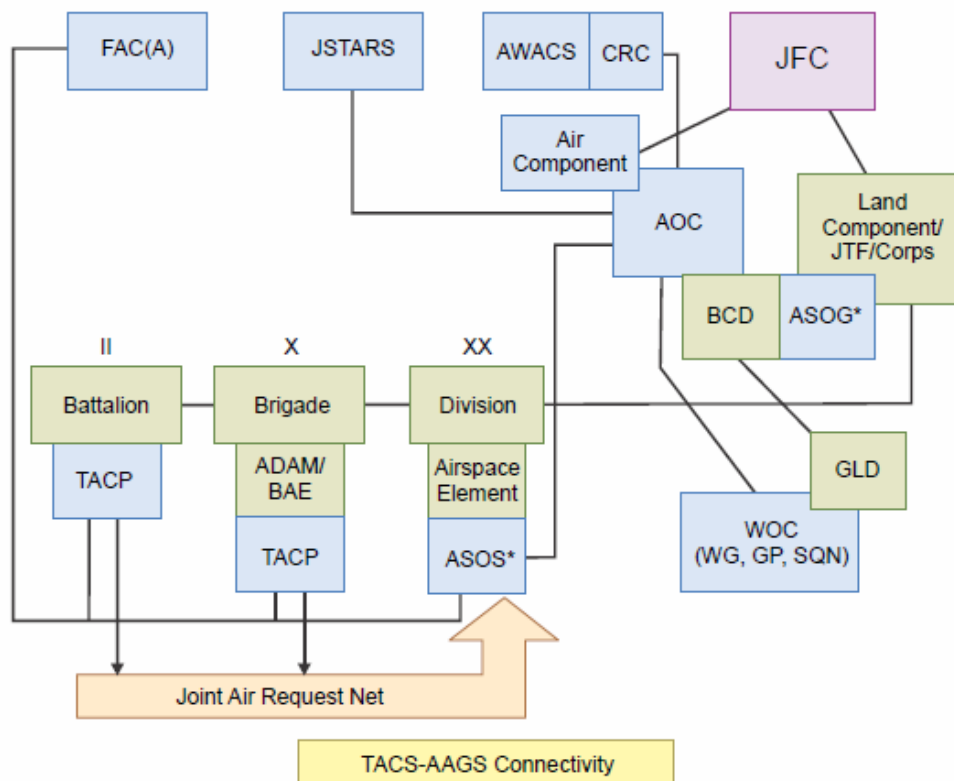 FAC(A)
JSTARS
AWACS
CRC
JFC
Air
Component
AOC
Land
Component/
JTF/Corps
BCD
ASOG*
II
X
XX
Battalion
Brigade
Division
TACP
ADAM/
BAE
Airspace
Element
GLD
TACP
ASOS*
WOC
(WG, GP, SQN)
Joint Air Request Net
TACS-AAGS Connectivity